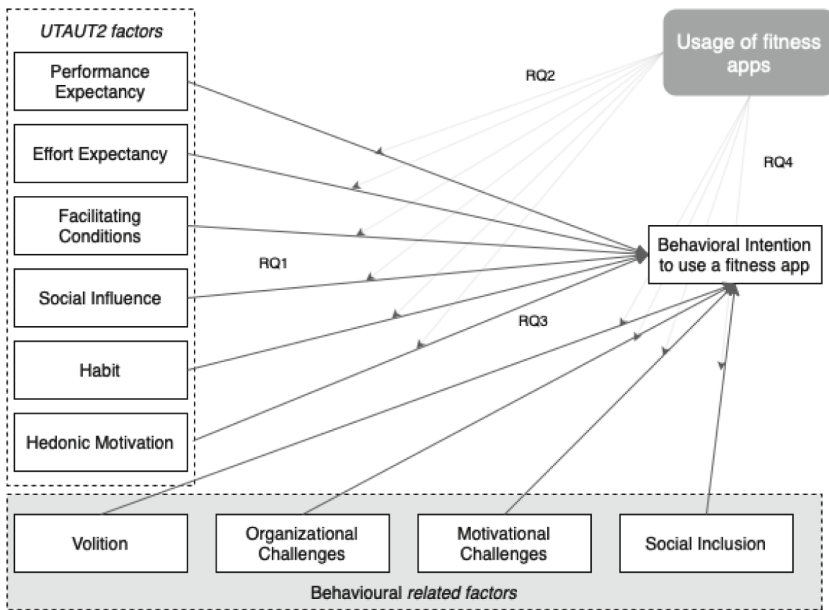 UTAUT2 factors
Performance
Expectancy
Effort Expectancy
Facilitating
Conditions
Social Influence
Habit
Hedonic Motivation
Usage of fitness
apps
RQ2
RQ4
RQ1
RQ3
Behavioral Intention
to use a fitness app
Volition
Organizational
Challenges
Motivational
Challenges
Social Inclusion
Behavioural related factors